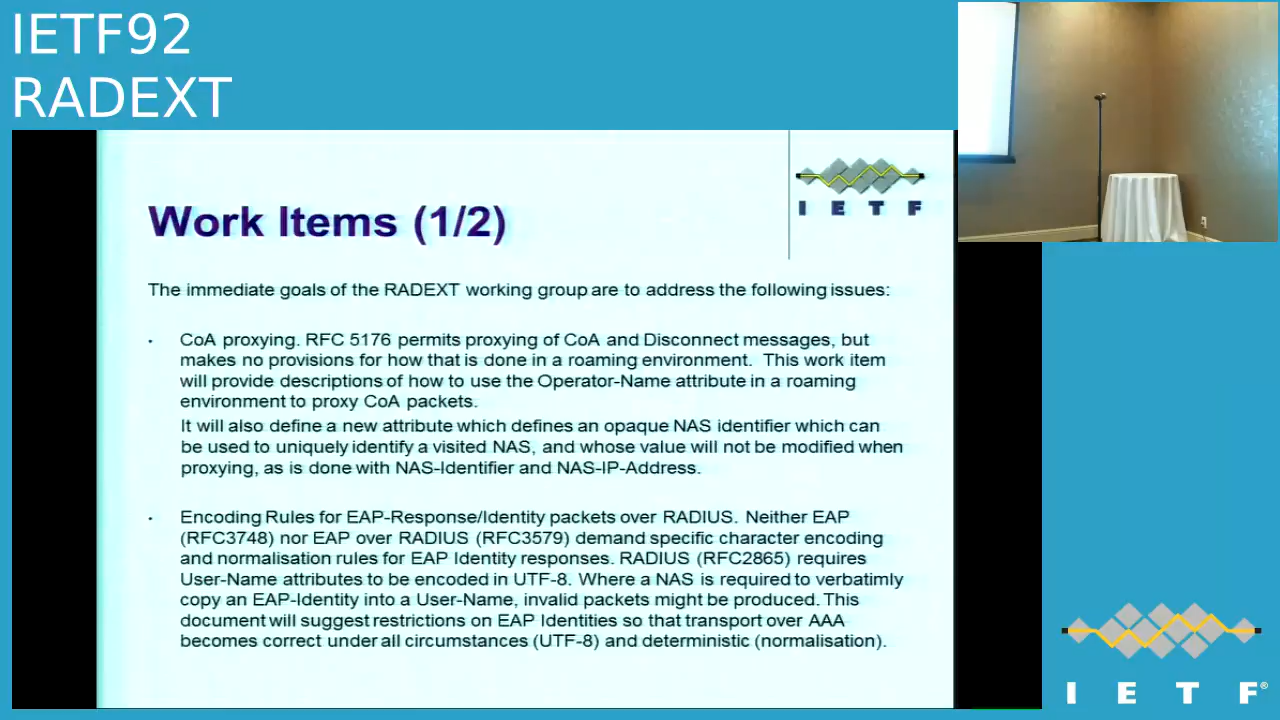 IETF92
RADEXT
I E T F
Work Items (1/2)
The immediate goals of the RADEXT working group are to address the following issues:
· CoA proxying. RFC 5176 permits proxying of CoA and Disconnect messages, but
makes no provisions for how that is done in a roaming environment. This work item
will provide descriptions of how to use the Operator-Name attribute in a roaming
environment to proxy CoA packets.
It will also define a new attribute which defines an opaque NAS identifier which can
be used to uniquely identify a visited NAS, and whose value will not be modified when
proxying, as is done with NAS-Identifier and NAS-IP-Address.
· Encoding Rules for EAP-Response/Identity packets over RADIUS. Neither EAP
(RFC3748) nor EAP over RADIUS (RFC3579) demand specific character encoding
and normalisation rules for EAP Identity responses. RADIUS (RFC2865) requires
User-Name attributes to be encoded in UTF-8. Where a NAS is required to verbatimly
copy an EAP-Identity into a User-Name, invalid packets might be produced. This
document will suggest restrictions on EAP Identities so that transport over AAA
becomes correct under all circumstances (UTF-8) and deterministic (normalisation).
I E T F®